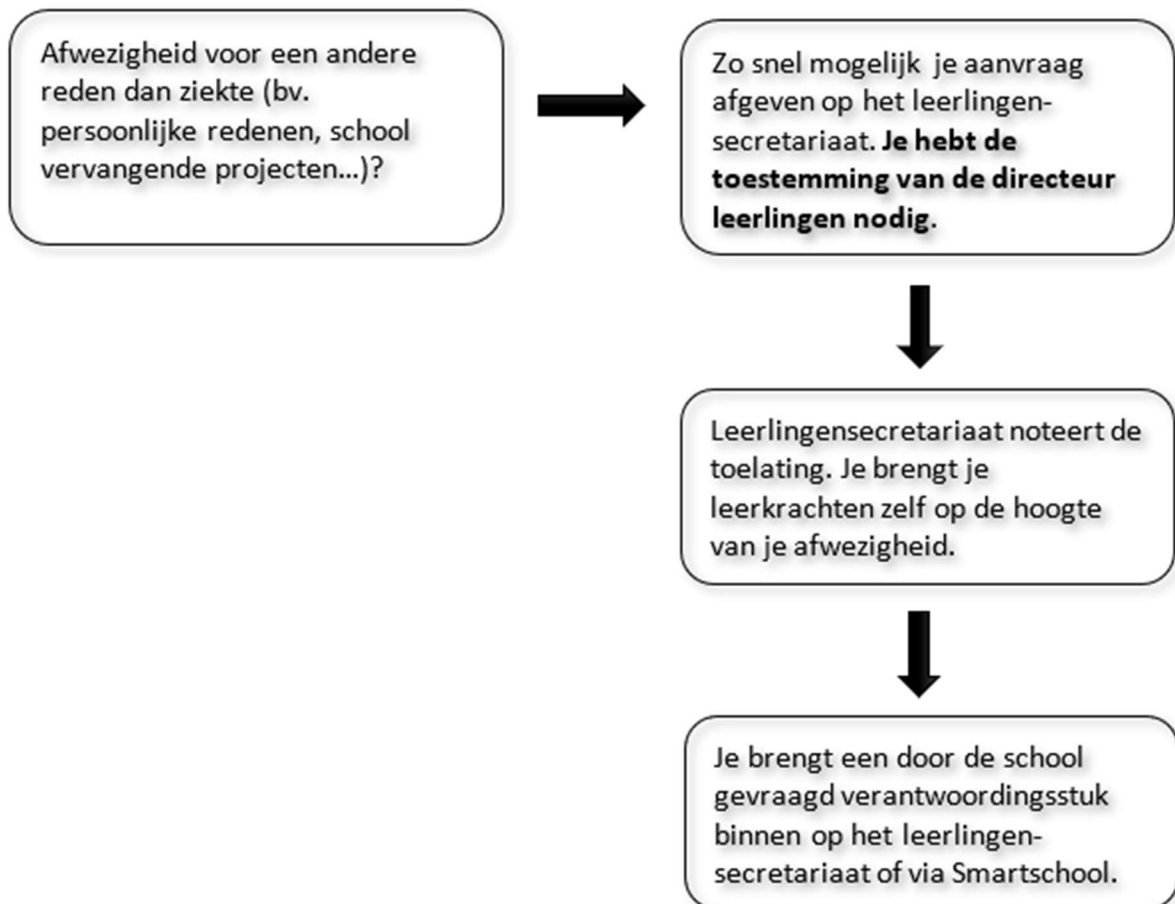 Afwezigheid voor een andere
reden dan ziekte (bv.
persoonlijke redenen, school
vervangende projecten...)?
Zo snel mogelijk je aanvraag
afgeven op het leerlingen-
secretariaat. Je hebt de
toestemming van de directeur
leerlingen nodig.
Leerlingensecretariaat noteert de
toelating. Je brengt je
leerkrachten zelf op de hoogte
van je afwezigheid.
Je brengt een door de school
gevraagd verantwoordingsstuk
binnen op het leerlingen-
secretariaat of via Smartschool.